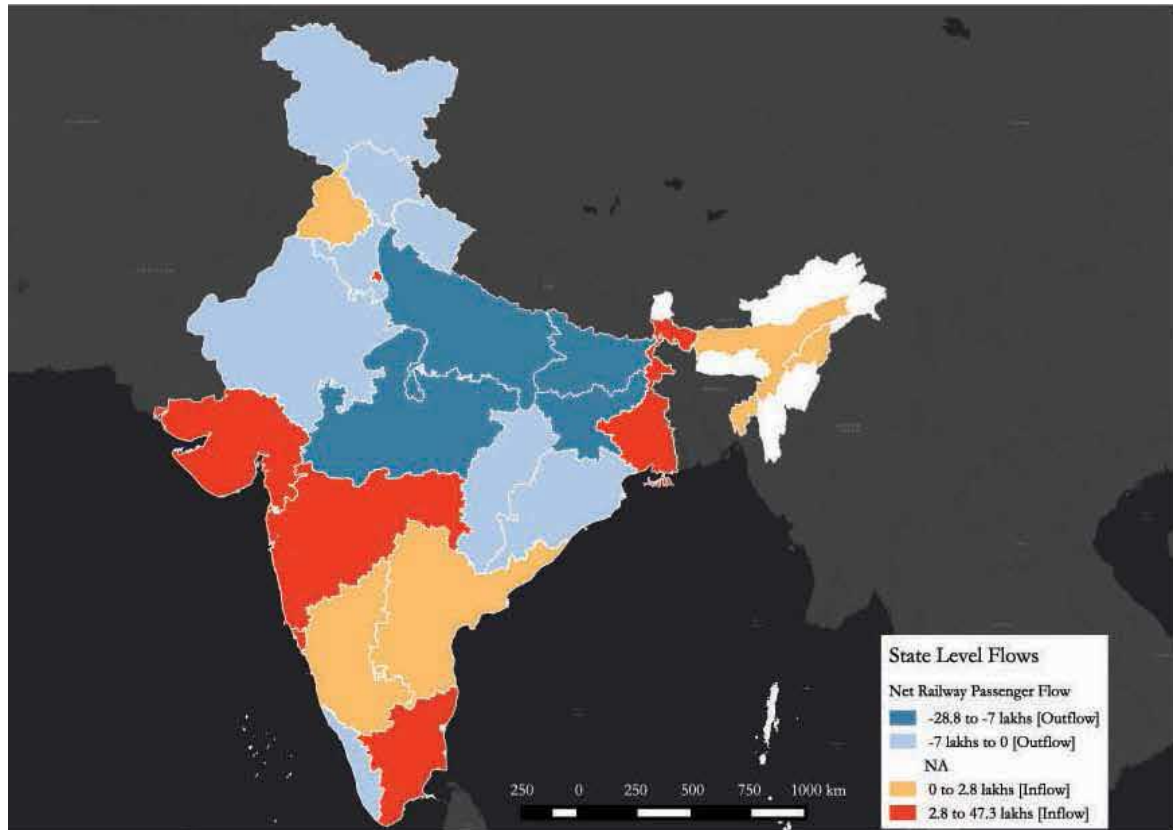 250 0 250 500 750 1000 km
State Level Flows
Net Railway Passenger Flow
-28.8 to -7 lakhs [Outflow]
-7 lakhs to 0 [Outflow]
NA
0 to 2.8 lakhs [Inflow]
2.8 to 47.3 lakhs [Inflow]